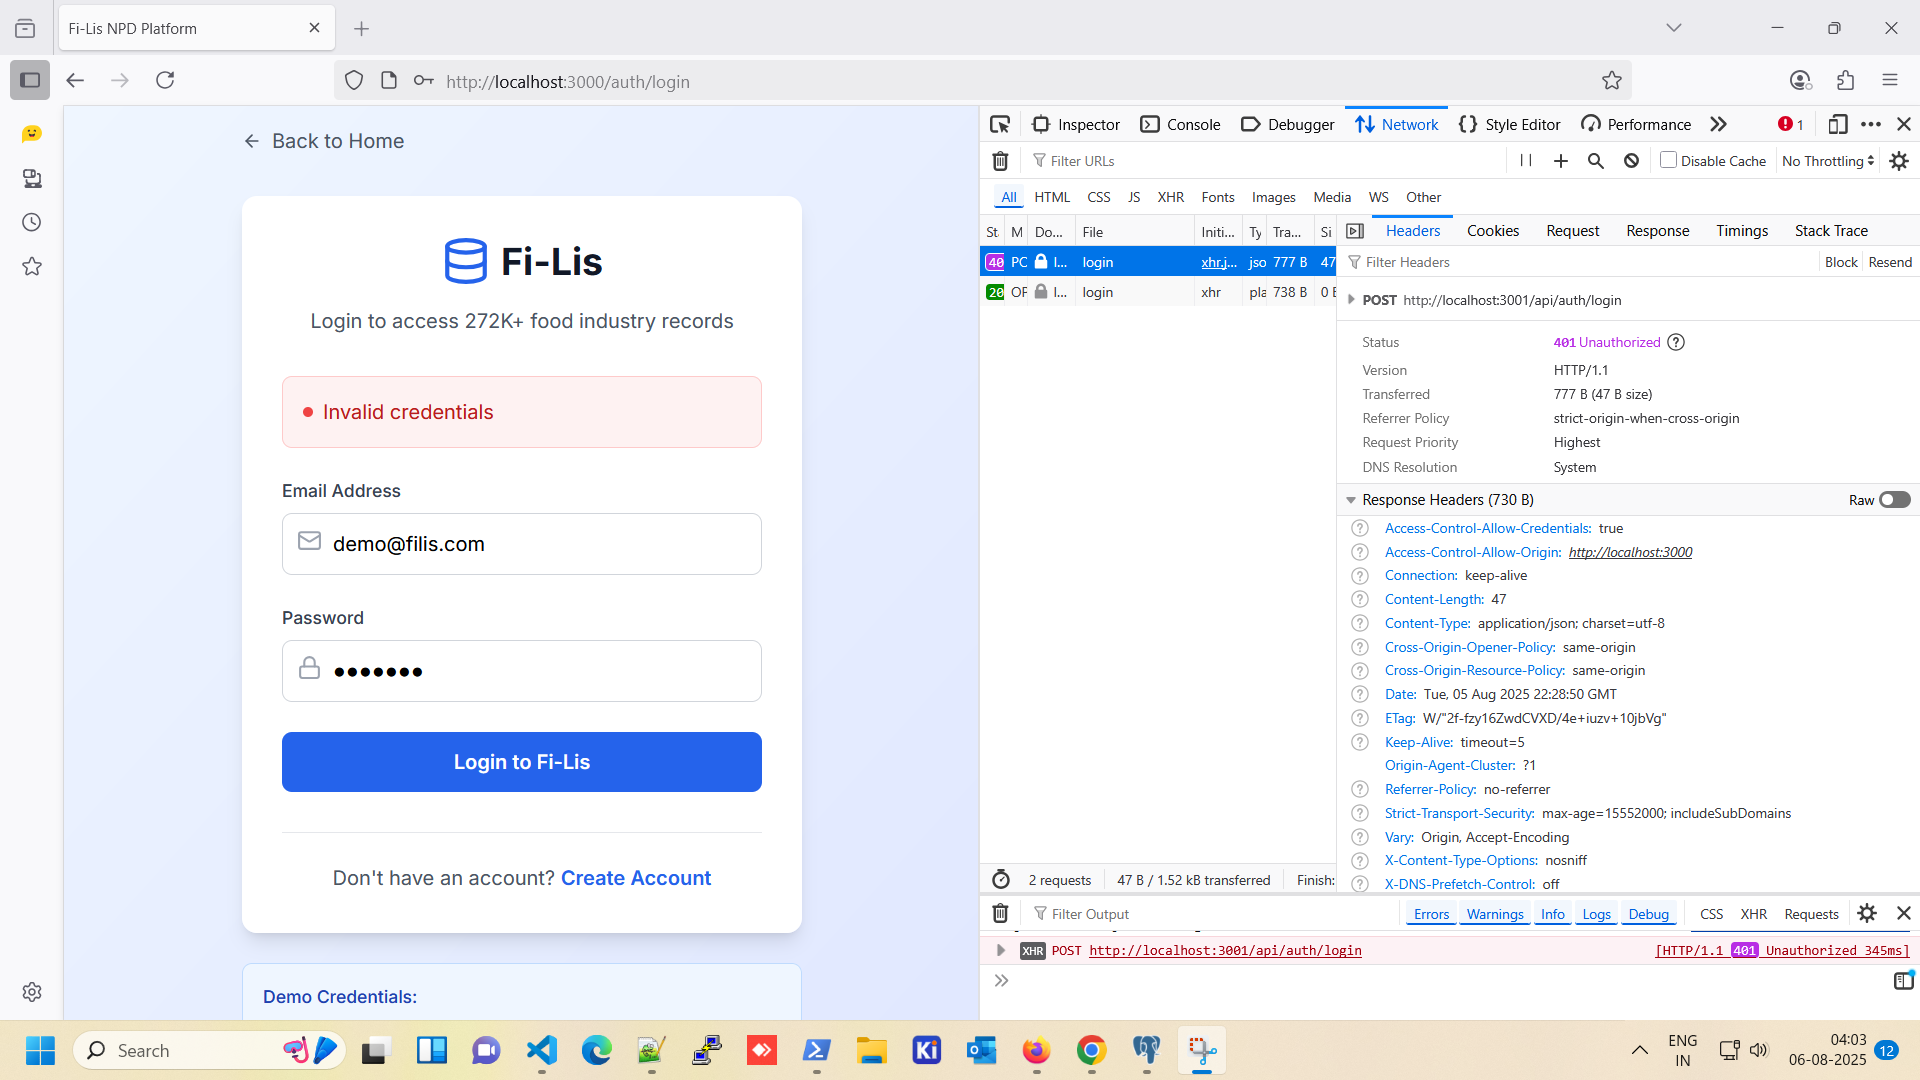 Fi-Lis NPD Platform
http://localhost:3000/auth/login
Back to Home
Fi-Lis
Login to access 272K+ food industry records
Invalid credentials
Email Address
demo@filis.com
Password
Login to Fi-Lis
Don't have an account? Create Account
Demo Credentials:
Inspector Console Debugger Network Style Editor Performance 1
Filter URLs Disable Cache No Throttling
All HTML CSS JS XHR Fonts Images Media WS Other
St M Do... File Initi... Ty Tra... Si
40 PC l... login xhr.j... jso 777 B 47
20 OF l... login xhr pla 738 B 0 B
2 requests 47 B / 1.52 kB transferred Finish:
Headers Cookies Request Response Timings Stack Trace
Filter Headers Block Resend
POST http://localhost:3001/api/auth/login
Status 401 Unauthorized
Version HTTP/1.1
Transferred 777 B (47 B size)
Referrer Policy strict-origin-when-cross-origin
Request Priority Highest
DNS Resolution System
Response Headers (730 B) Raw
Access-Control-Allow-Credentials: true
Access-Control-Allow-Origin: http://localhost:3000
Connection: keep-alive
Content-Length: 47
Content-Type: application/json; charset=utf-8
Cross-Origin-Opener-Policy: same-origin
Cross-Origin-Resource-Policy: same-origin
Date: Tue, 05 Aug 2025 22:28:50 GMT
ETag: W/"2f-fzy16ZwdCVXD/4e+iuzv+10jbVg"
Keep-Alive: timeout=5
Origin-Agent-Cluster: ?1
Referrer-Policy: no-referrer
Strict-Transport-Security: max-age=15552000; includeSubDomains
Vary: Origin, Accept-Encoding
X-Content-Type-Options: nosniff
X-DNS-Prefetch-Control: off
Filter Output Errors Warnings Info Logs Debug CSS XHR Requests
XHR POST http://localhost:3001/api/auth/login [HTTP/1.1 401 Unauthorized 345ms]
Search
Ki
ENG
IN
04:03
06-08-2025
12